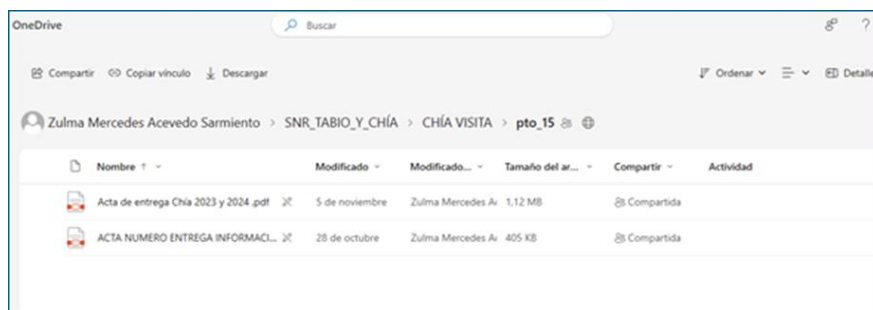 OneDrive
Buscar
Compartir Copiar vínculo Descargar
Ordenar Detalle
Zulma Mercedes Acevedo Sarmiento > SNR_TABIO_Y_CHÍA > CHÍA VISITA > pto_15
Nombre Modificado Modificado... Tamaño del ar... Compartir Actividad
Acta de entrega Chía 2023 y 2024 .pdf 5 de noviembre Zulma Mercedes A 1,12 MB Compartida
ACTA NUMERO ENTREGA INFORMACI... 28 de octubre Zulma Mercedes A 405 KB Compartida